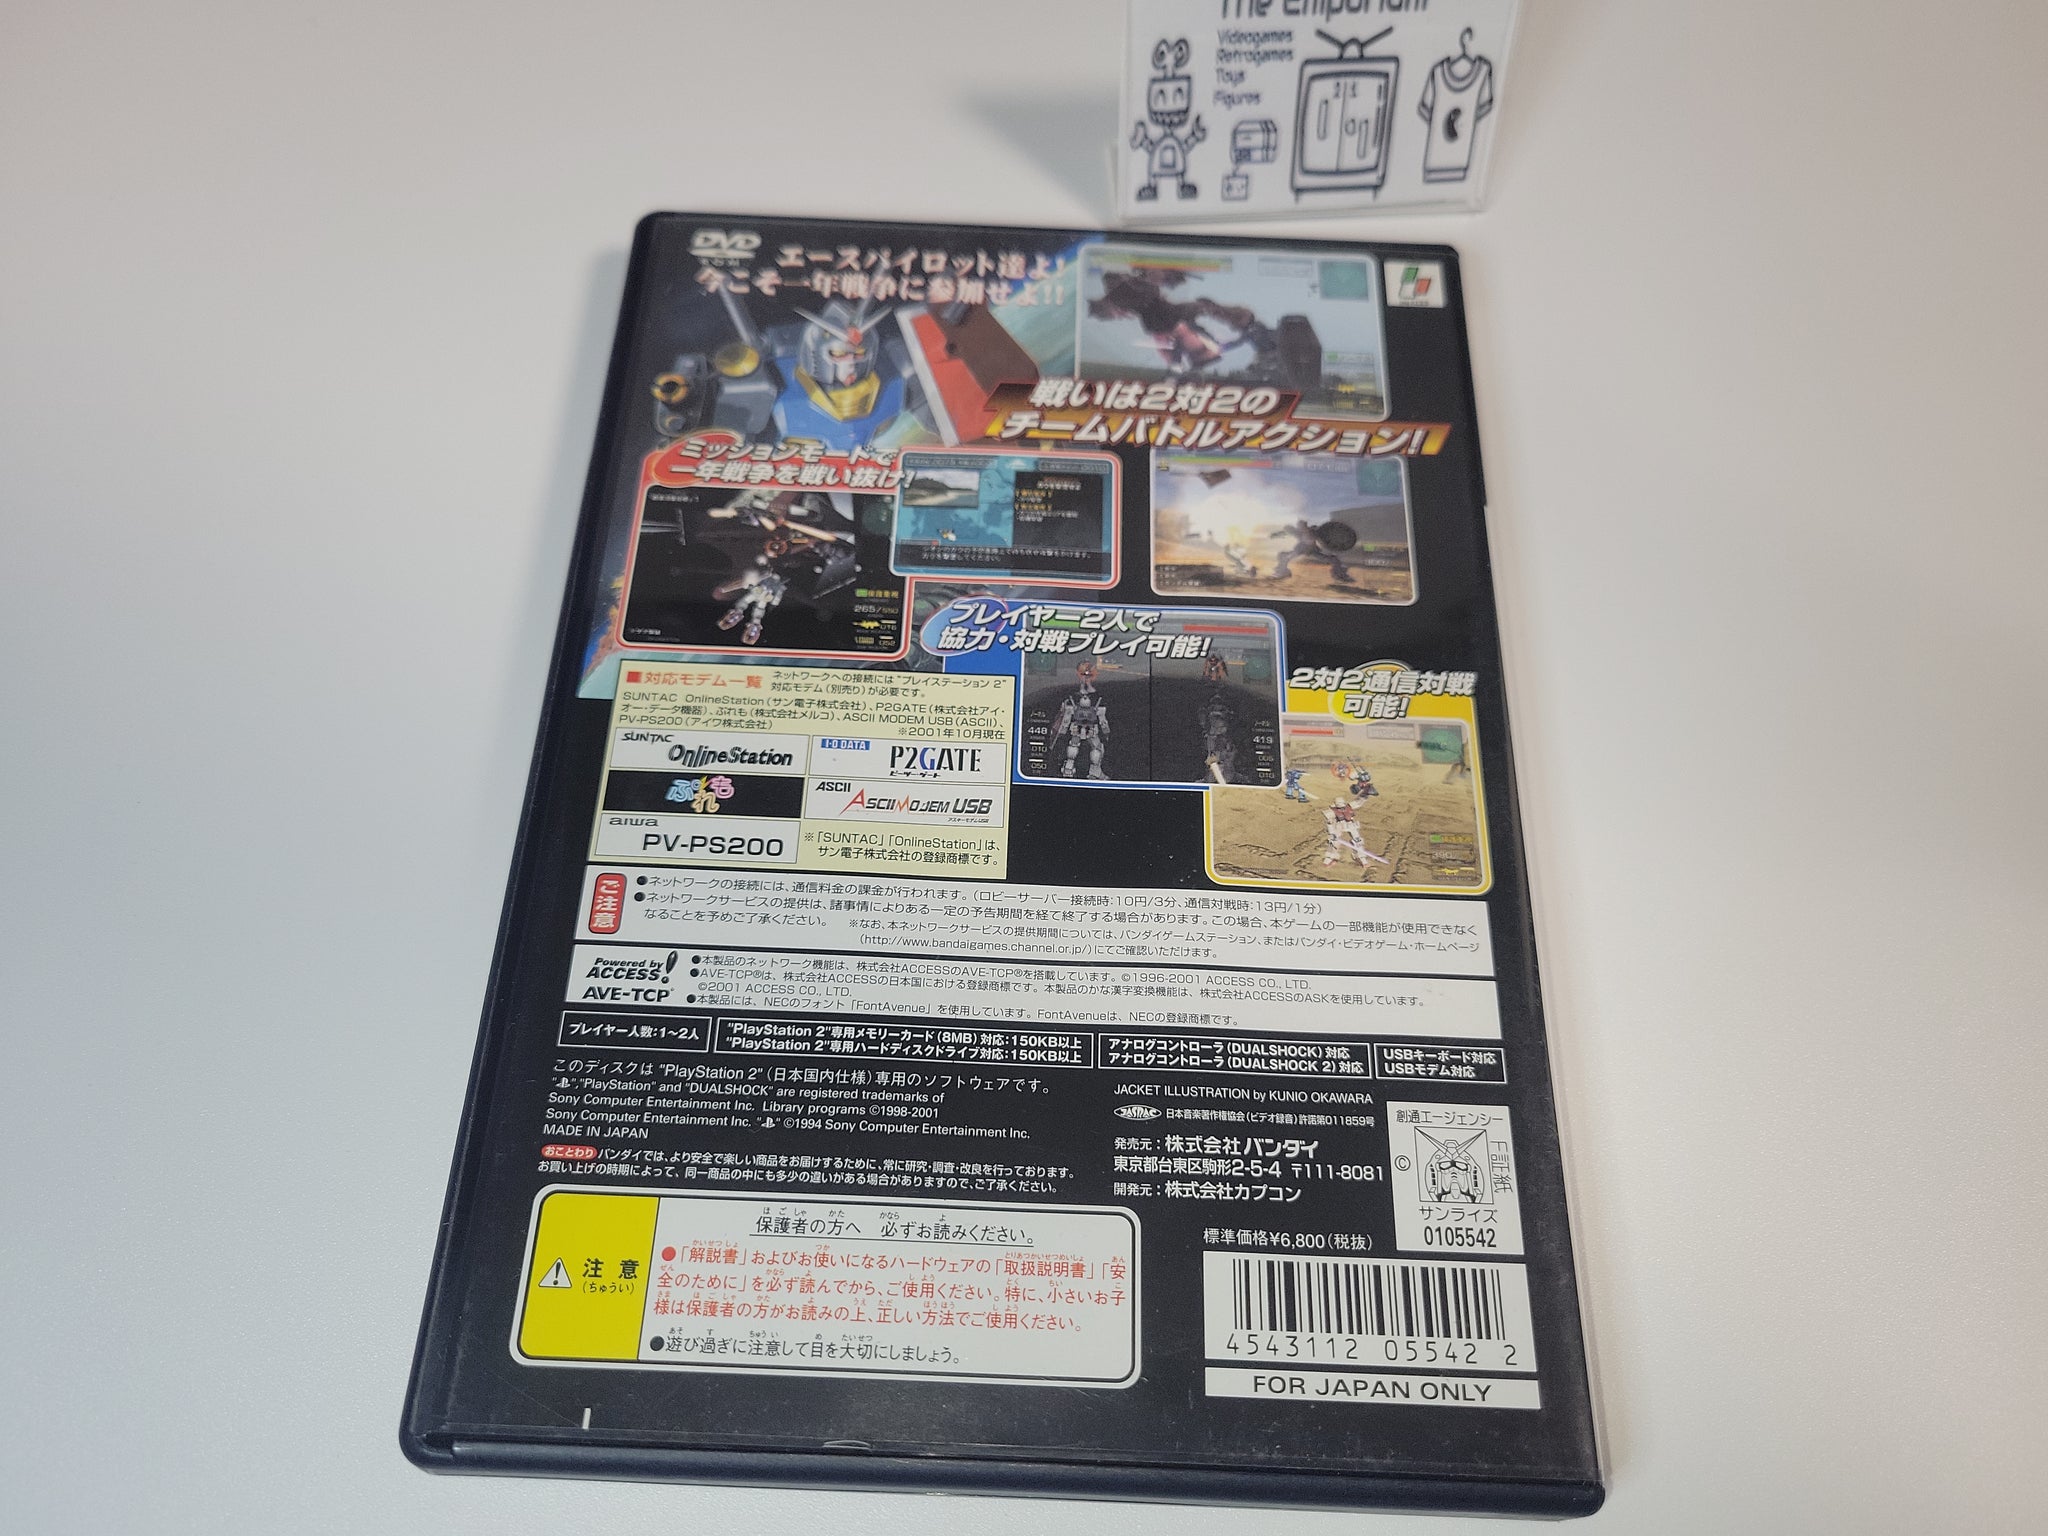 The Emporium
Videogames
Retrogames
Toys
Figures
DVD
エースパイロット達よ!
今こそ一年戦争に参加せよ!!
戦いは2対2の
チームバトルアクション!!
ミッションモードで
一年戦争を戦い抜け!
プレイヤー2人で
協力・対戦プレイ可能!
2対2通信対戦
可能!
■対応モデム一覧 ネットワークへの接続には"プレイステーション 2"
対応モデム(別売り)が必要です。
SUNTAC OnlineStation(サン電子株式会社)、P2GATE(株式会社アイ・
オー・データ機器)、ぷれも(株式会社メルコ)、ASCII MODEM USB(ASCII)、
PV-PS200(アイワ株式会社) ※2001年10月現在
SUNTAC OnlineStation
I-O DATA P2GATE
ピーツーゲート
ぷれも
ASCII ASCII MODEM USB
アスキーモデムUSB
aiwa
PV-PS200
※「SUNTAC」「OnlineStation」は、
サン電子株式会社の登録商標です。
ご注意
●ネットワークの接続には、通信料金の課金が行われます。(ロビーサーバー接続時:10円/3分、通信対戦時:13円/1分)
●ネットワークサービスの提供は、諸事情によりある一定の予告期間を経て終了する場合があります。この場合、本ゲームの一部機能が使用できなく
なることを予めご了承ください。 ※なお、本ネットワークサービスの提供期間については、バンダイゲームステーション、またはバンダイ・ビデオゲーム・ホームページ
(http://www.bandaigames.channel.or.jp/)にてご確認いただけます。
Powered by
ACCESS!
AVE-TCP
●本製品のネットワーク機能は、株式会社ACCESSのAVE-TCP®を搭載しています。©1996-2001 ACCESS CO., LTD.
●AVE-TCP®は、株式会社ACCESSの日本国における登録商標です。本製品のかな漢字変換機能は、株式会社ACCESSのASKを使用しています。
©2001 ACCESS CO., LTD.
●本製品には、NECのフォント「FontAvenue」を使用しています。FontAvenueは、NECの登録商標です。
プレイヤー人数:1〜2人
"PlayStation 2"専用メモリーカード(8MB)対応:150KB以上
"PlayStation 2"専用ハードディスクドライブ対応:150KB以上
アナログコントローラ(DUALSHOCK)対応
アナログコントローラ(DUALSHOCK 2)対応
USBキーボード対応
USBモデム対応
このディスクは "PlayStation 2"(日本国内仕様)専用のソフトウェアです。
" ","PlayStation" and "DUALSHOCK" are registered trademarks of
Sony Computer Entertainment Inc. Library programs ©1998-2001
Sony Computer Entertainment Inc. " " ©1994 Sony Computer Entertainment Inc.
MADE IN JAPAN
おことわり バンダイでは、より安全で楽しい商品をお届けするために、常に研究・調査・改良を行っております。
お買い上げの時期によって、同一商品の中にも多少の違いがある場合がありますので、ご了承ください。
JACKET ILLUSTRATION by KUNIO OKAWARA
JASRAC 日本音楽著作権協会(ビデオ録音)許諾第011859号
発売元:株式会社バンダイ
東京都台東区駒形2-5-4 〒111-8081
開発元:株式会社カプコン
創通エージェンシー
©
サンライズ
0105542
標準価格¥6,800(税抜)
注意
(ちゅうい)
保護者の方へ 必ずお読みください。
●「解説書」およびお使いになるハードウェアの「取扱説明書」「安
全のために」を必ず読んでから、ご使用ください。特に、小さいお子
様は保護者の方がお読みの上、正しい方法でご使用ください。
●遊び過ぎに注意して目を大切にしましょう。
4543112 05542 2
FOR JAPAN ONLY